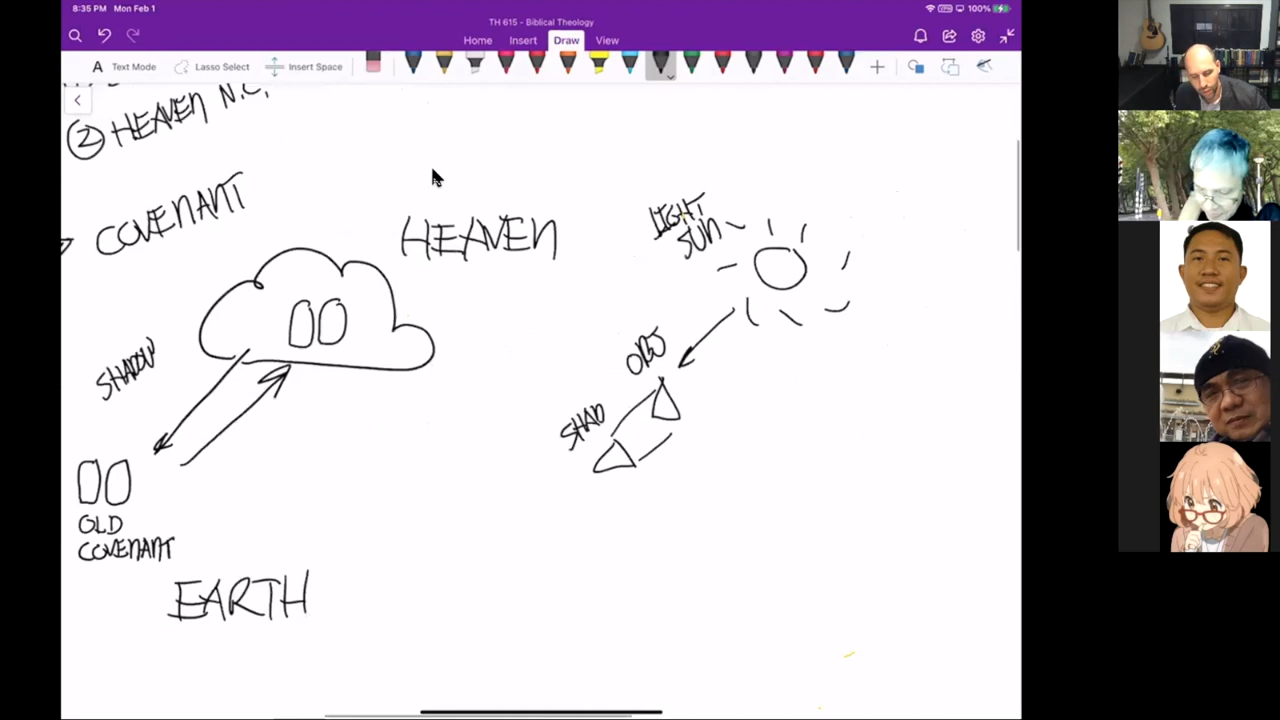 8:35 PM Mon Feb 1
100%
TH 615 - Biblical Theology
Home Insert Draw View
Text Mode Lasso Select Insert Space
② HEAVEN N.C.
COVENANT
HEAVEN
LIGHT
SUN
SHADOW
OBJ
SHAD
OLD
COVENANT
EARTH